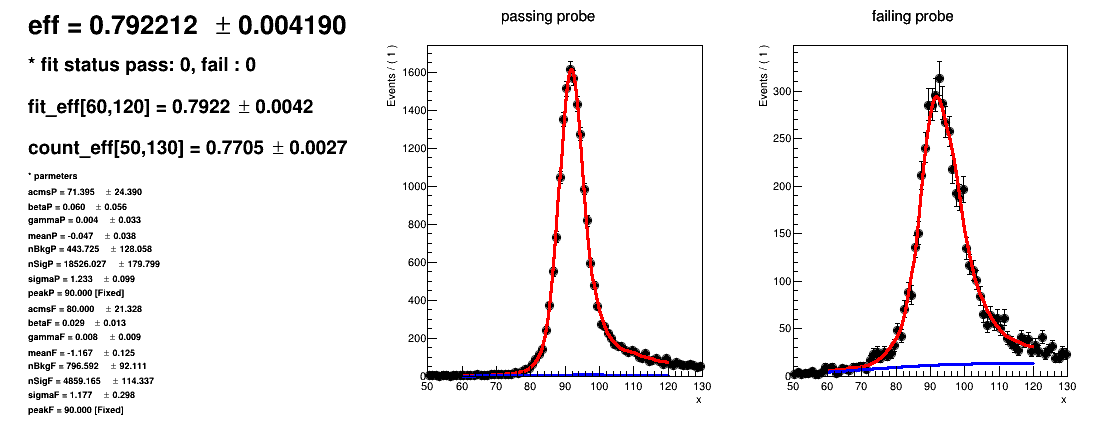 eff = 0.792212 ± 0.004190
* fit status pass: 0, fail : 0
fit_eff[60,120] = 0.7922 ± 0.0042
count_eff[50,130] = 0.7705 ± 0.0027
* parmeters
acmsP = 71.395 ± 24.390
betaP = 0.060 ± 0.056
gammaP = 0.004 ± 0.033
meanP = -0.047 ± 0.038
nBkgP = 443.725 ± 128.058
nSigP = 18526.027 ± 179.799
sigmaP = 1.233 ± 0.099
peakP = 90.000 [Fixed]
acmsF = 80.000 ± 21.328
betaF = 0.029 ± 0.013
gammaF = 0.008 ± 0.009
meanF = -1.167 ± 0.125
nBkgF = 796.592 ± 92.111
nSigF = 4859.165 ± 114.337
sigmaF = 1.177 ± 0.298
peakF = 90.000 [Fixed]
passing probe
Events / ( 1 )
1600
1400
1200
1000
800
600
400
200
0
50 60 70 80 90 100 110 120 130
x
failing probe
Events / ( 1 )
300
250
200
150
100
50
0
50 60 70 80 90 100 110 120 130
x